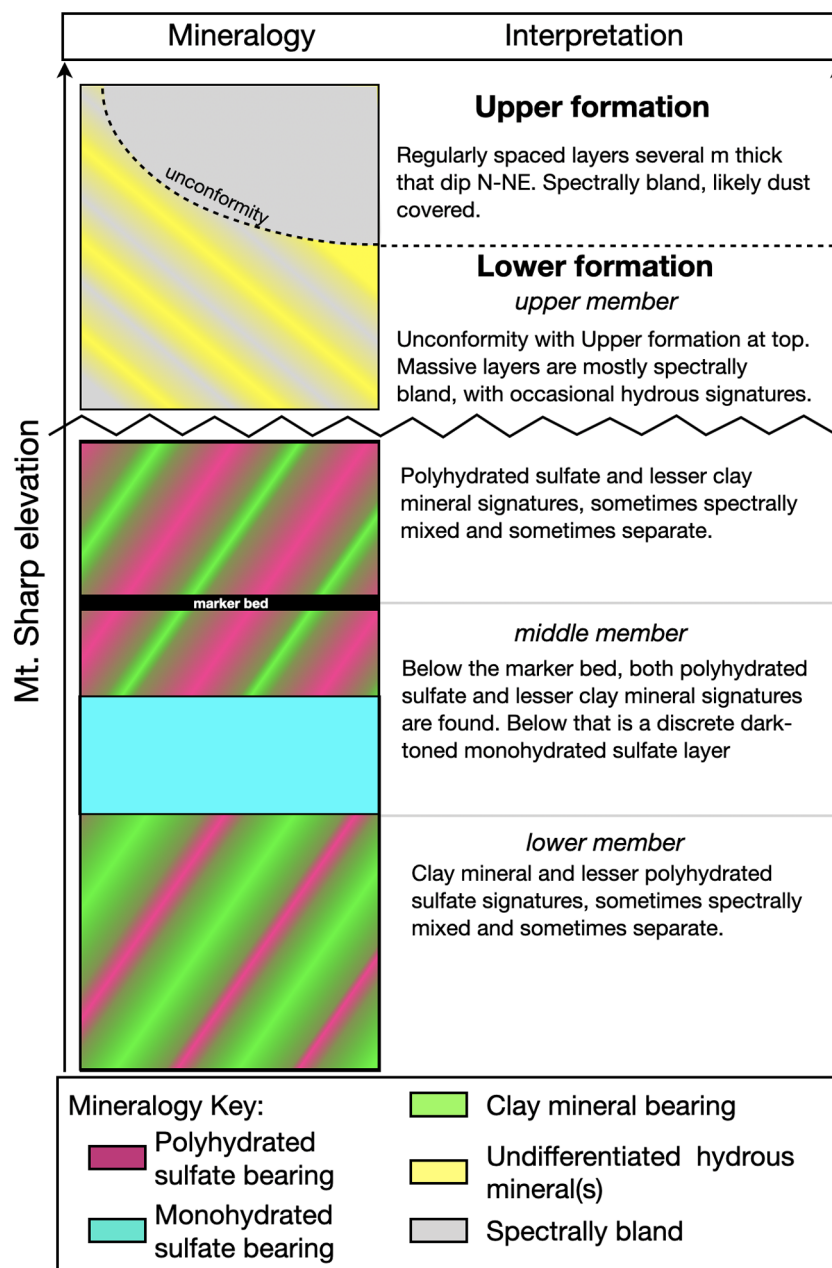 Mineralogy
Interpretation
Upper formation
Regularly spaced layers several m thick
that dip N-NE. Spectrally bland, likely dust
covered.
unconformity
Lower formation
upper member
Unconformity with Upper formation at top.
Massive layers are mostly spectrally
bland, with occasional hydrous signatures.
Mt. Sharp elevation
Polyhydrated sulfate and lesser clay
mineral signatures, sometimes spectrally
mixed and sometimes separate.
marker bed
middle member
Below the marker bed, both polyhydrated
sulfate and lesser clay mineral signatures
are found. Below that is a discrete dark-
toned monohydrated sulfate layer
lower member
Clay mineral and lesser polyhydrated
sulfate signatures, sometimes spectrally
mixed and sometimes separate.
Mineralogy Key:
Polyhydrated
sulfate bearing
Monohydrated
sulfate bearing
Clay mineral bearing
Undifferentiated hydrous
mineral(s)
Spectrally bland